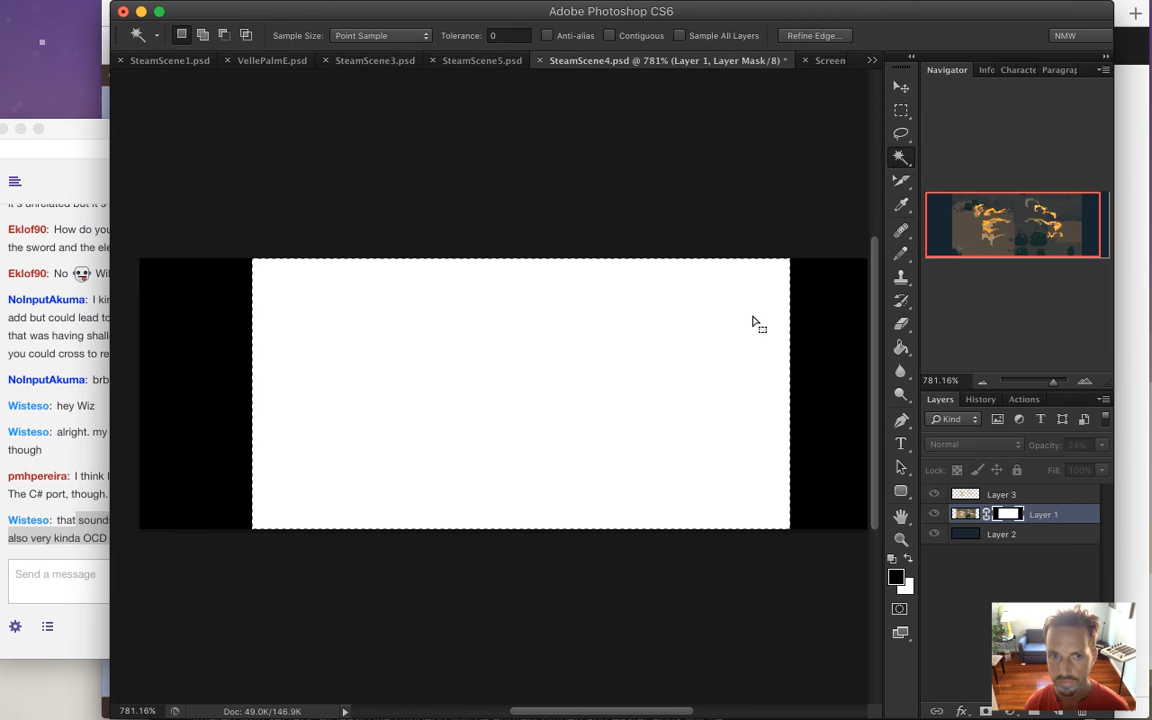 Adobe Photoshop CS6
Sample Size: Point Sample Tolerance: 0 Anti-alias Contiguous Sample All Layers Refine Edge... NMW
SteamScene1.psd VellePalmE.psd SteamScene3.psd SteamScene5.psd SteamScene4.psd @ 781% (Layer 1, Layer Mask/8) * Screen
Navigator Info Characte Paragrap
it's unrelated but it's
Eklof90: How do you
the sword and the ele
Eklof90: No Wil
NoInputAkuma: I kin
add but could lead to
that was having shall
you could cross to re
NoInputAkuma: brb
Wisteso: hey Wiz
Wisteso: alright. my
though
pmhpereira: I think I
The C# port, though.
Wisteso: that sound
also very kinda OCD
Send a message
781.16%
Layers History Actions
Kind
Normal Opacity: 24%
Lock: Fill: 100%
Layer 3
Layer 1
Layer 2
fx
781.16% Doc: 49.0K/146.9K